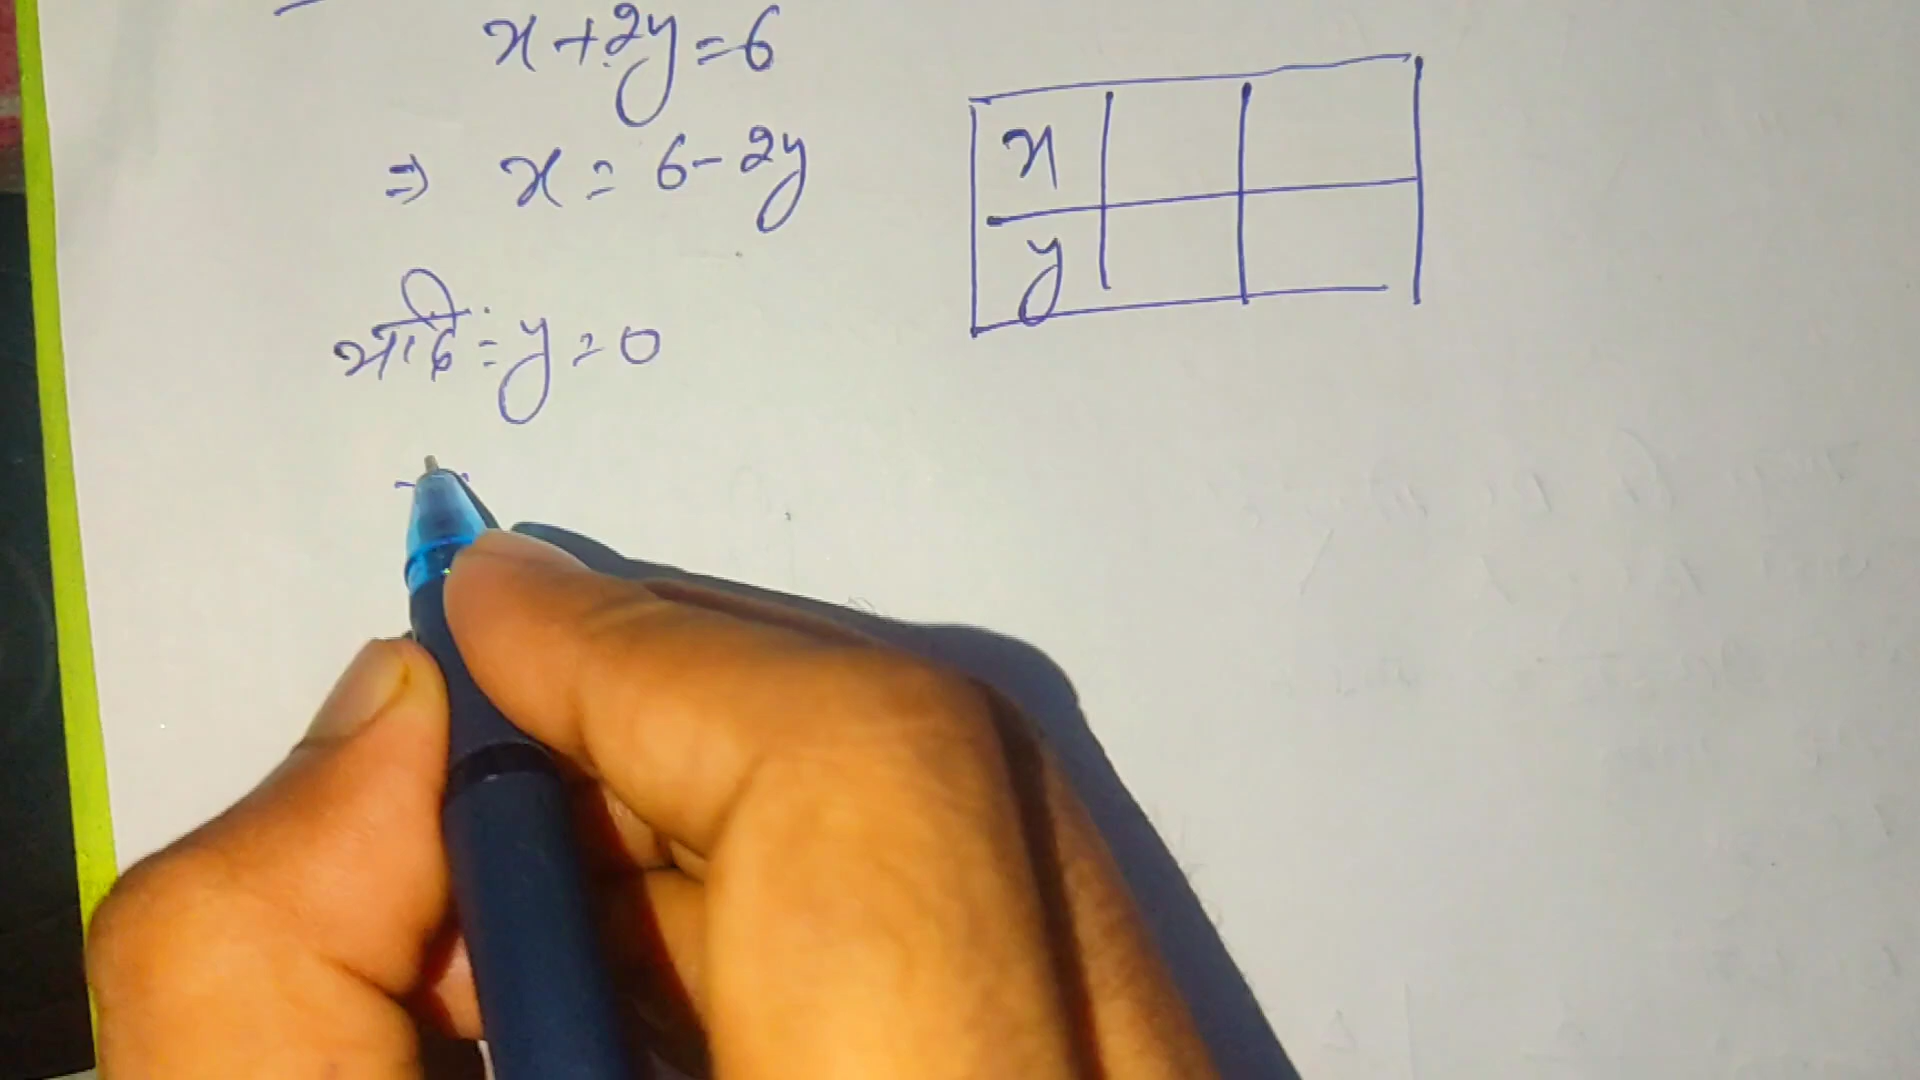 x+2y=6
⇒ x = 6-2y
यदि:- y=0
x
y